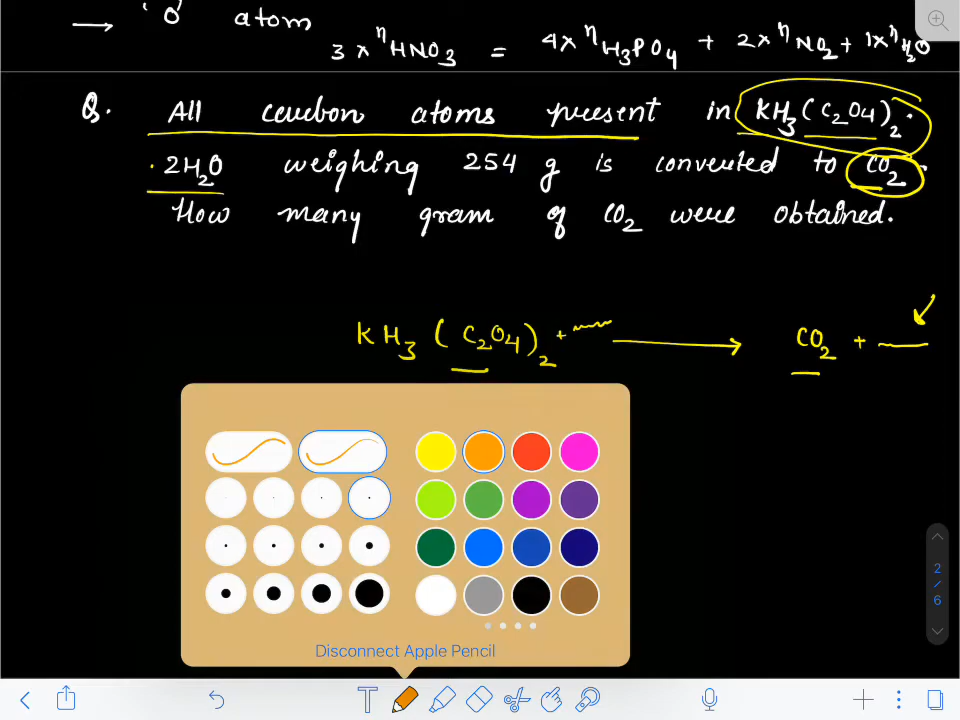 → 'O' atom 3 × nHNO₃ = 4 × nH₃PO₄ + 2 × nNO₂ + 1 × nH₂O
Q. All carbon atoms present in KH₃(C₂O₄)₂.
· 2H₂O weighing 254 g is converted to CO₂.
How many gram of CO₂ were obtained.
KH₃(C₂O₄)₂ + ⟶ CO₂ +
Disconnect Apple Pencil
2
/
6
T